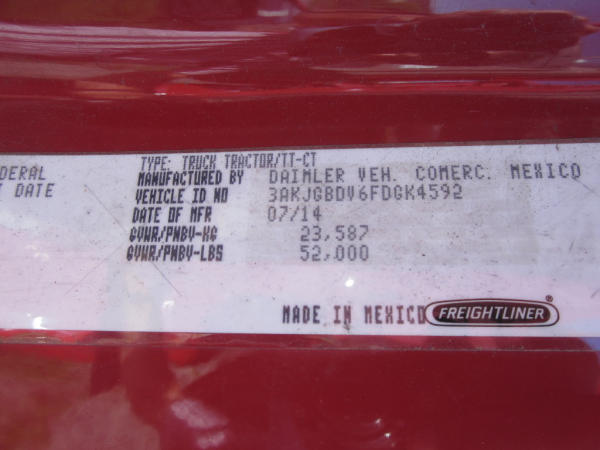 TYPE: TRUCK TRACTOR/TT-CT
DERAL MANUFACTURED BY DAIMLER VEH. COMERC. MEXICO
DATE VEHICLE ID NO 3AKJGBDV6FDGK4592
DATE OF MFR 07/14
GVWR/PNBV-KG 23,587
GVWR/PNBV-LBS 52,000
MADE IN MEXICO FREIGHTLINER ®